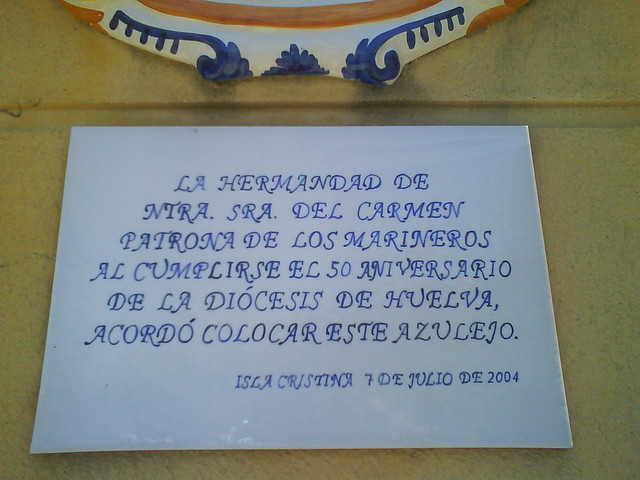 LA HERMANDAD DE
NTRA. SRA. DEL CARMEN
PATRONA DE LOS MARINEROS
AL CUMPLIRSE EL 50 ANIVERSARIO
DE LA DIÓCESIS DE HUELVA,
ACORDÓ COLOCAR ESTE AZULEJO.
ISLA CRISTINA 7 DE JULIO DE 2004